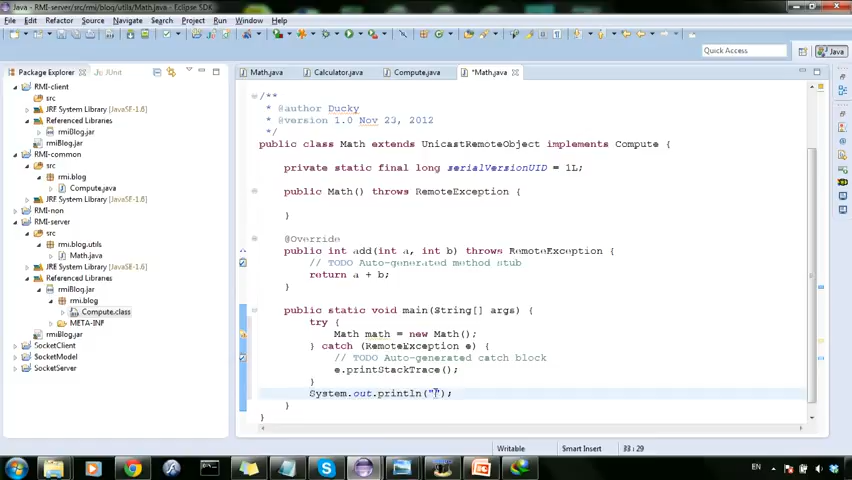 Java - RMI-server/src/rmi/blog/utils/Math.java - Eclipse SDK
File Edit Source Refactor Navigate Search Project Run Window Help
Quick Access
Java
Package Explorer JUnit
Math.java Calculator.java Compute.java *Math.java
RMI-client
src
JRE System Library [JavaSE-1.6]
Referenced Libraries
rmiBlog.jar
rmiBlog.jar
RMI-common
src
rmi.blog
Compute.java
JRE System Library [JavaSE-1.6]
RMI-non
RMI-server
src
rmi.blog.utils
Math.java
JRE System Library [JavaSE-1.6]
Referenced Libraries
rmiBlog.jar
rmi.blog
Compute.class
META-INF
rmiBlog.jar
SocketClient
SocketModel
SocketServer
/**
* @author Ducky
* @version 1.0 Nov 23, 2012
*/
public class Math extends UnicastRemoteObject implements Compute {
private static final long serialVersionUID = 1L;
public Math() throws RemoteException {
}
@Override
public int add(int a, int b) throws RemoteException {
// TODO Auto-generated method stub
return a + b;
}
public static void main(String[] args) {
try {
Math math = new Math();
} catch (RemoteException e) {
// TODO Auto-generated catch block
e.printStackTrace();
}
System.out.println("");
}
}
Writable Smart Insert 33 : 29
EN